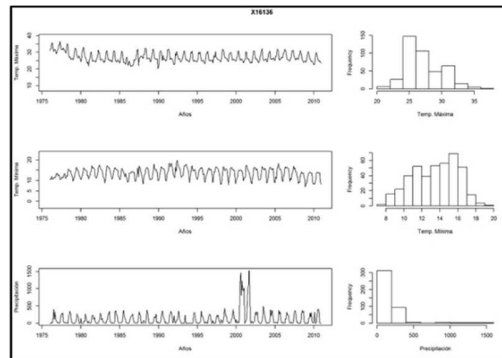 X16136
Temp. Máxima
10 20 30 40
1975 1980 1985 1990 1995 2000 2005 2010
Años
Frequency
0 50 100 150
20 25 30 35
Temp. Máxima
Temp. Mínima
0 5 10 15 20
1975 1980 1985 1990 1995 2000 2005 2010
Años
Frequency
0 20 40 60
8 10 12 14 16 18 20
Temp. Mínima
Precipitación
0 500 1000 1500
1975 1980 1985 1990 1995 2000 2005 2010
Años
Frequency
0 100 300
0 500 1000 1500
Precipitación